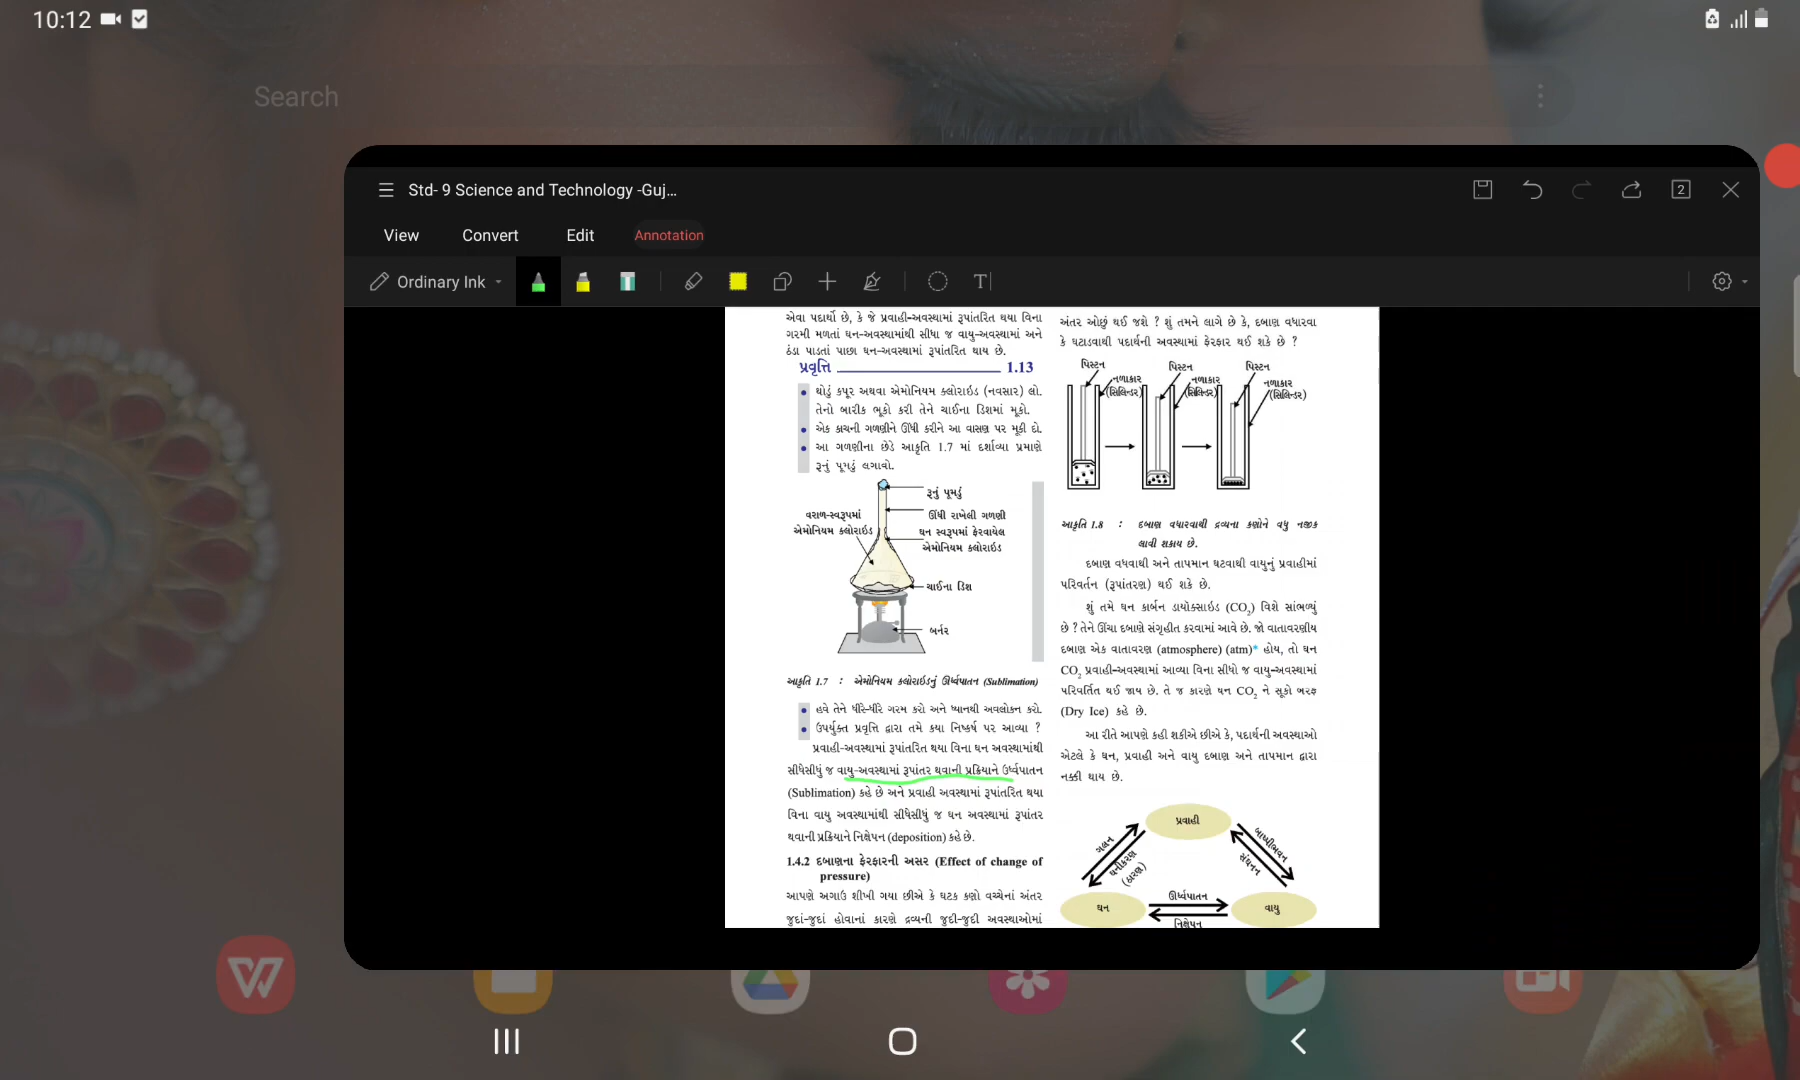 10:12
Search
Std- 9 Science and Technology -Guj...
2
View Convert Edit Annotation
Ordinary Ink
T|
એવા પદાર્થો છે, કે જે પ્રવાહી-અવસ્થામાં રૂપાંતરિત થયા વિના
ગરમી મળતાં ઘન-અવસ્થામાંથી સીધા જ વાયુ-અવસ્થામાં અને
ઠંડા પાડતાં પાછા ઘન-અવસ્થામાં રૂપાંતરિત થાય છે.
પ્રવૃત્તિ 1.13
• થોડું કપૂર અથવા એમોનિયમ ક્લોરાઇડ (નવસાર) લો.
તેનો બારીક ભૂકો કરી તેને ચાઈના ડિશમાં મૂકો.
• એક કાચની ગળણીને ઊંધી કરીને આ વાસણ પર મૂકી દો.
• આ ગળણીના છેડે આકૃતિ 1.7 માં દર્શાવ્યા પ્રમાણે
રૂનું પૂમડું લગાવો.
રૂનું પૂમડું
વરાળ-સ્વરૂપમાં
એમોનિયમ ક્લોરાઇડ
ઊંધી રાખેલી ગળણી
ઘન સ્વરૂપમાં ફેરવાયેલ
એમોનિયમ ક્લોરાઇડ
ચાઈના ડિશ
બર્નર
આકૃતિ 1.7 : એમોનિયમ ક્લોરાઇડનું ઊર્ધ્વપાતન (Sublimation)
• હવે તેને ધીરે-ધીરે ગરમ કરો અને ધ્યાનથી અવલોકન કરો.
• ઉપર્યુક્ત પ્રવૃત્તિ દ્વારા તમે કયા નિષ્કર્ષ પર આવ્યા ?
પ્રવાહી-અવસ્થામાં રૂપાંતરિત થયા વિના ઘન અવસ્થામાંથી
સીધેસીધું જ વાયુ-અવસ્થામાં રૂપાંતર થવાની પ્રક્રિયાને ઉર્ધ્વપાતન
(Sublimation) કહે છે અને પ્રવાહી અવસ્થામાં રૂપાંતરિત થયા
વિના વાયુ અવસ્થામાંથી સીધેસીધું જ ઘન અવસ્થામાં રૂપાંતર
થવાની પ્રક્રિયાને નિક્ષેપન (deposition) કહે છે.
1.4.2 દબાણના ફેરફારની અસર (Effect of change of
pressure)
આપણે અગાઉ શીખી ગયા છીએ કે ઘટક કણો વચ્ચેનાં અંતર
જુદાં-જુદાં હોવાનાં કારણે દ્રવ્યની જુદી-જુદી અવસ્થાઓમાં
અંતર ઓછું થઈ જશે ? શું તમને લાગે છે કે, દબાણ વધારવા
કે ઘટાડવાથી પદાર્થની અવસ્થામાં ફેરફાર થઈ શકે છે ?
પિસ્ટન પિસ્ટન પિસ્ટન
નળાકાર નળાકાર નળાકાર
(સિલિન્ડર) (સિલિન્ડર) (સિલિન્ડર)
આકૃતિ 1.8 : દબાણ વધારવાથી દ્રવ્યના કણોને વધુ નજીક
લાવી શકાય છે.
દબાણ વધવાથી અને તાપમાન ઘટવાથી વાયુનું પ્રવાહીમાં
પરિવર્તન (રૂપાંતરણ) થઈ શકે છે.
શું તમે ઘન કાર્બન ડાયૉક્સાઇડ (CO₂) વિશે સાંભળ્યું
છે ? તેને ઊંચા દબાણે સંગૃહીત કરવામાં આવે છે. જો વાતાવરણીય
દબાણ એક વાતાવરણ (atmosphere) (atm)* હોય, તો ઘન
CO₂ પ્રવાહી-અવસ્થામાં આવ્યા વિના સીધો જ વાયુ-અવસ્થામાં
પરિવર્તિત થઈ જાય છે. તે જ કારણે ઘન CO₂ ને સૂકો બરફ
(Dry Ice) કહે છે.
આ રીતે આપણે કહી શકીએ છીએ કે, પદાર્થની અવસ્થાઓ
એટલે કે ઘન, પ્રવાહી અને વાયુ દબાણ અને તાપમાન દ્વારા
નક્કી થાય છે.
પ્રવાહી
ગલન
ઘનીકરણ
(ઠારણ)
બાષ્પીભવન
સંઘનન
ઘન
ઊર્ધ્વપાતન
નિક્ષેપન
વાયુ